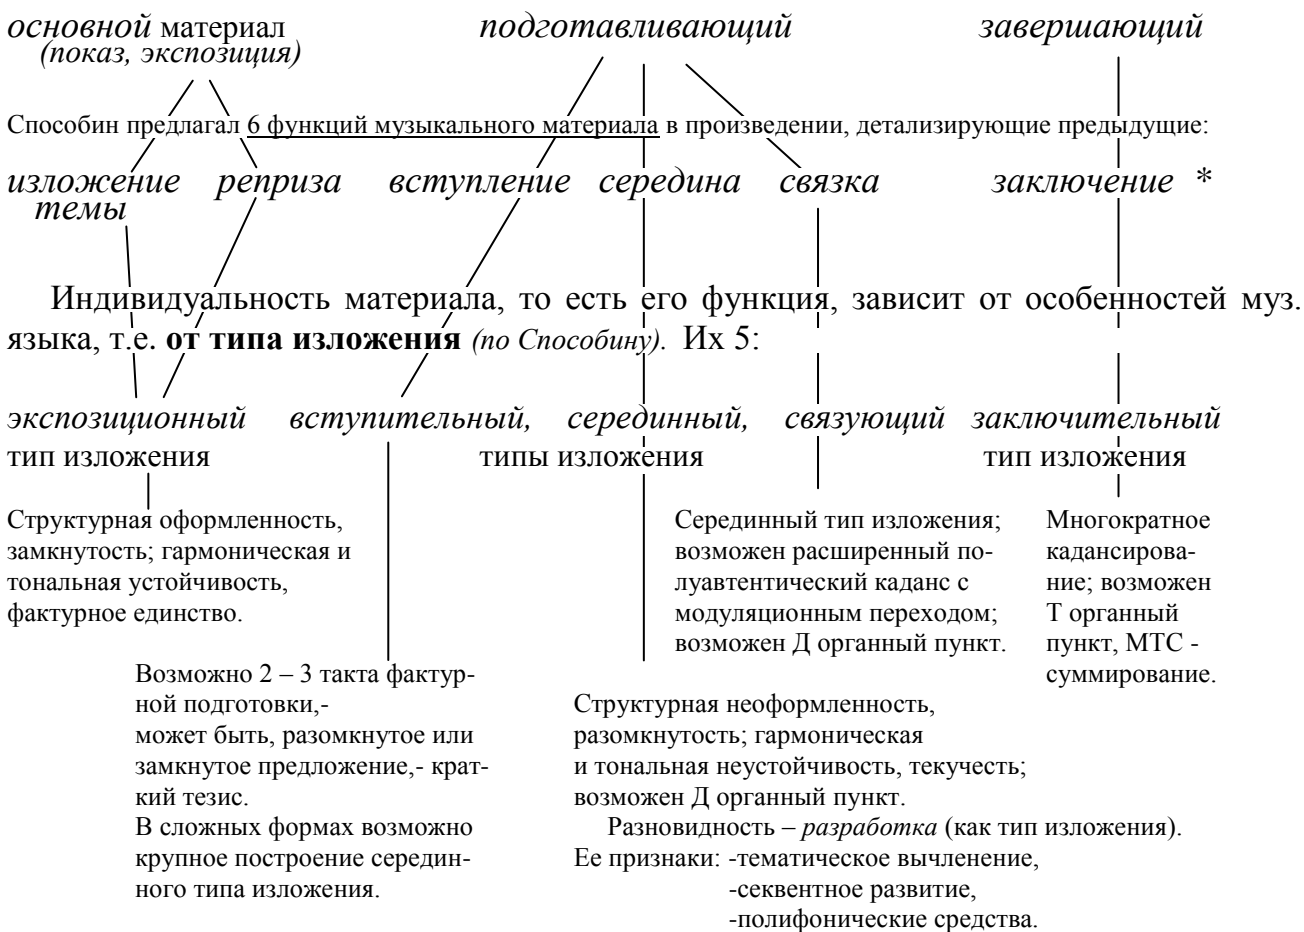 основной материал подготавливающий завершающий
(показ, экспозиция)
Способин предлагал 6 функций музыкального материала в произведении, детализирующие предыдущие:
изложение реприза вступление середина связка заключение *
темы
Индивидуальность материала, то есть его функция, зависит от особенностей муз.
языка, т.е. от типа изложения (по Способину). Их 5:
экспозиционный вступительный, серединный, связующий заключительный
тип изложения типы изложения тип изложения
Структурная оформленность,
замкнутость; гармоническая и
тональная устойчивость,
фактурное единство.
Серединный тип изложения;
возможен расширенный по-
луавтентический каданс с
модуляционным переходом;
возможен Д органный пункт.
Многократное
кадансирова-
ние; возможен
Т органный
пункт, МТС -
суммирование.
Возможно 2 – 3 такта фактур-
ной подготовки,-
может быть, разомкнутое или
замкнутое предложение,- крат-
кий тезис.
В сложных формах возможно
крупное построение середин-
ного типа изложения.
Структурная неоформленность,
разомкнутость; гармоническая
и тональная неустойчивость, текучесть;
возможен Д органный пункт.
Разновидность – разработка (как тип изложения).
Ее признаки: -тематическое вычленение,
-секвентное развитие,
-полифонические средства.